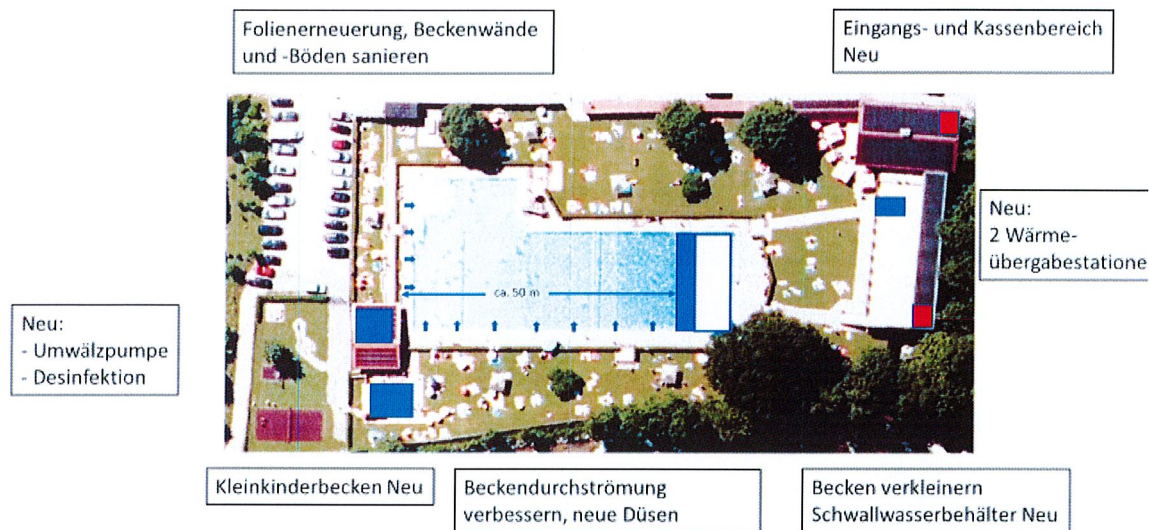 Folienerneuerung, Beckenwände
und -Böden sanieren
Eingangs- und Kassenbereich
Neu
Neu:
2 Wärme-
übergabestatione
ca. 50 m
Neu:
- Umwälzpumpe
- Desinfektion
Kleinkinderbecken Neu
Beckendurchströmung
verbessern, neue Düsen
Becken verkleinern
Schwallwasserbehälter Neu